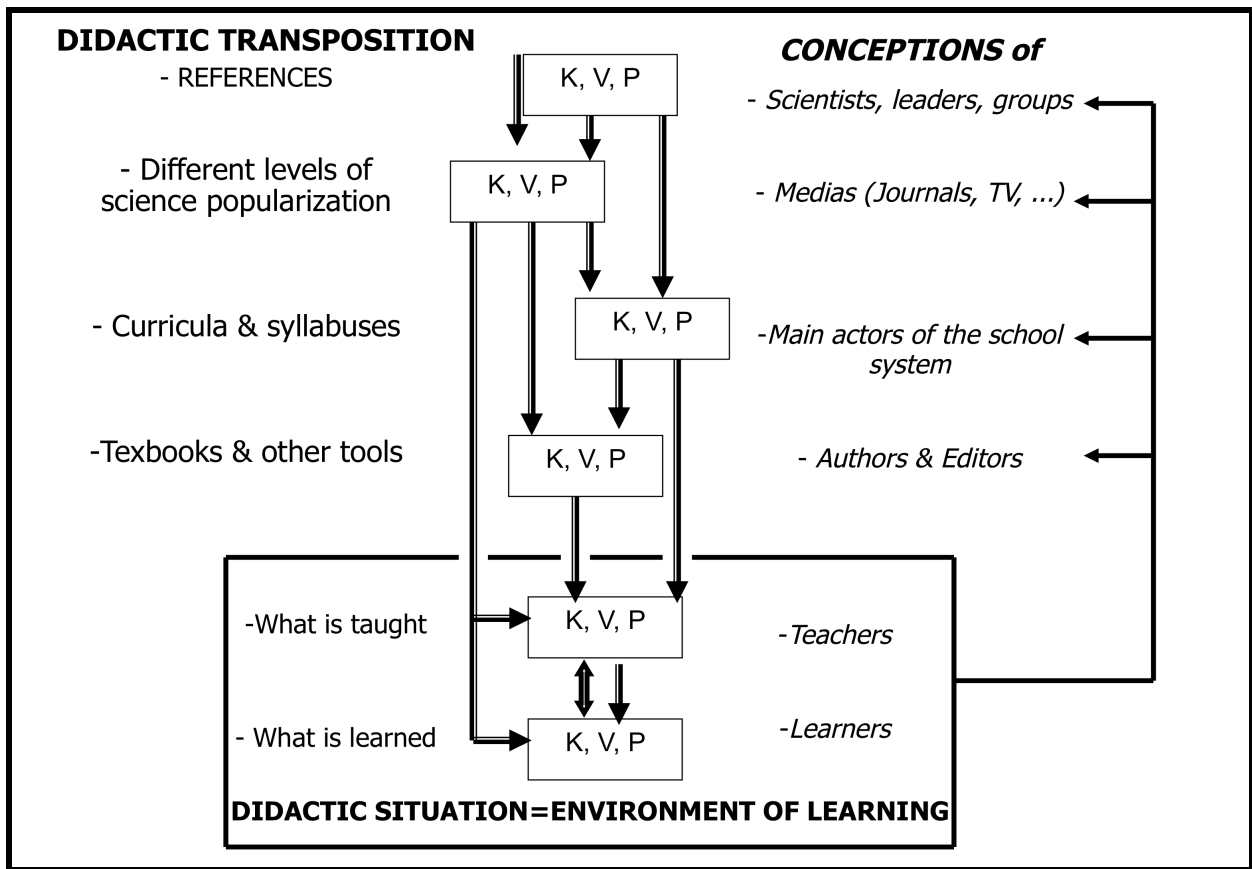 DIDACTIC TRANSPOSITION
CONCEPTIONS of
- REFERENCES
K, V, P
- Scientists, leaders, groups
- Different levels of
science popularization
K, V, P
- Medias (Journals, TV, ...)
- Curricula & syllabuses
K, V, P
-Main actors of the school
system
-Texbooks & other tools
K, V, P
- Authors & Editors
-What is taught
K, V, P
-Teachers
- What is learned
K, V, P
-Learners
DIDACTIC SITUATION=ENVIRONMENT OF LEARNING